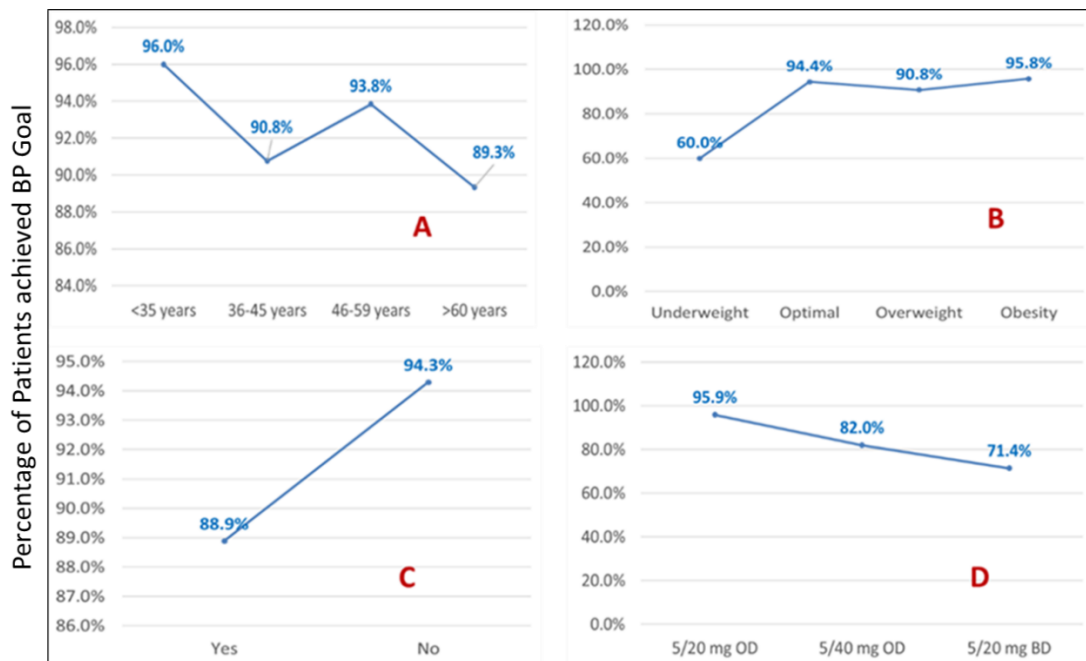 Percentage of Patients achieved BP Goal
98.0%
96.0%
94.0%
92.0%
90.0%
88.0%
86.0%
84.0%
96.0%
90.8%
93.8%
89.3%
A
<35 years
36-45 years
46-59 years
>60 years
120.0%
100.0%
80.0%
60.0%
40.0%
20.0%
0.0%
60.0%
94.4%
90.8%
95.8%
B
Underweight
Optimal
Overweight
Obesity
95.0%
94.0%
93.0%
92.0%
91.0%
90.0%
89.0%
88.0%
87.0%
86.0%
88.9%
94.3%
C
Yes
No
120.0%
100.0%
80.0%
60.0%
40.0%
20.0%
0.0%
95.9%
82.0%
71.4%
D
5/20 mg OD
5/40 mg OD
5/20 mg BD